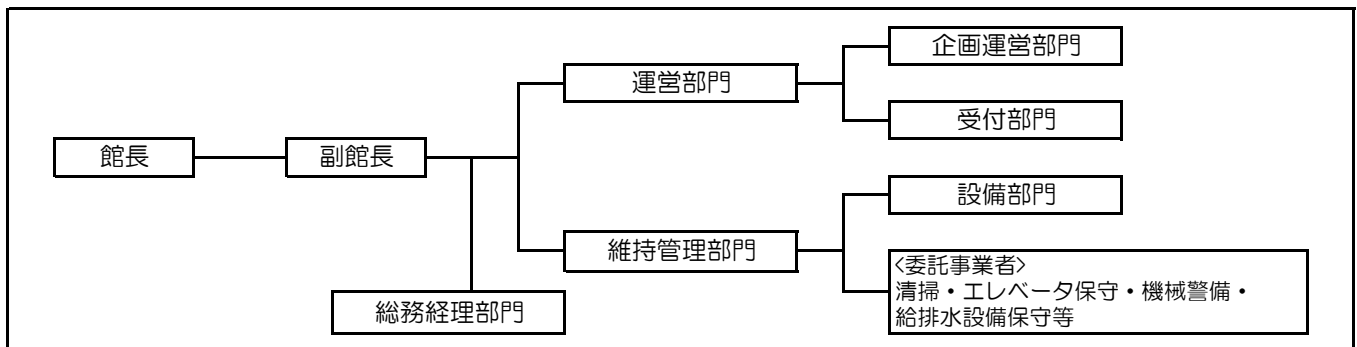 企画運営部門
運営部門
受付部門
館長
副館長
設備部門
維持管理部門
<委託事業者>
清掃・エレベータ保守・機械警備・
給排水設備保守等
総務経理部門